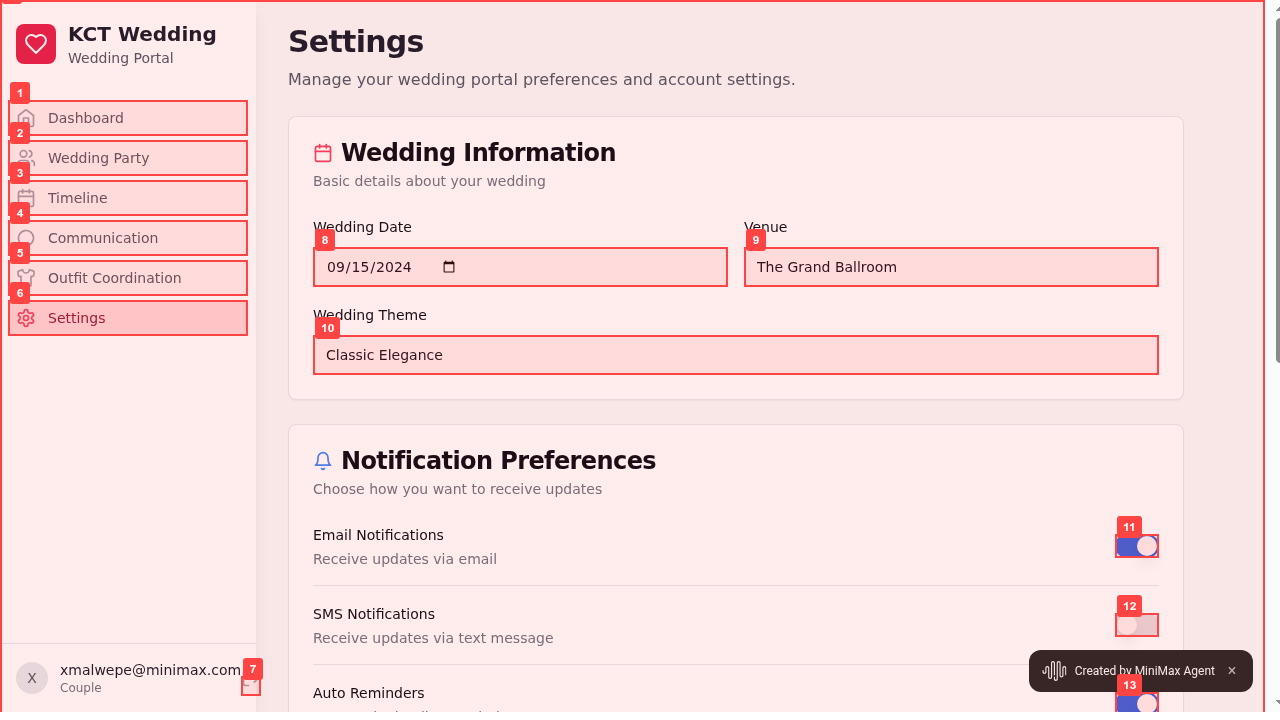 KCT Wedding
Wedding Portal
1
Dashboard
2
Wedding Party
3
Timeline
4
Communication
5
Outfit Coordination
6
Settings
X
xmalwepe@minimax.com
Couple
7
Settings
Manage your wedding portal preferences and account settings.
Wedding Information
Basic details about your wedding
Wedding Date
8
09/15/2024
Venue
9
The Grand Ballroom
Wedding Theme
10
Classic Elegance
Notification Preferences
Choose how you want to receive updates
Email Notifications
Receive updates via email
11
SMS Notifications
Receive updates via text message
12
Auto Reminders
13
Created by MiniMax Agent ×